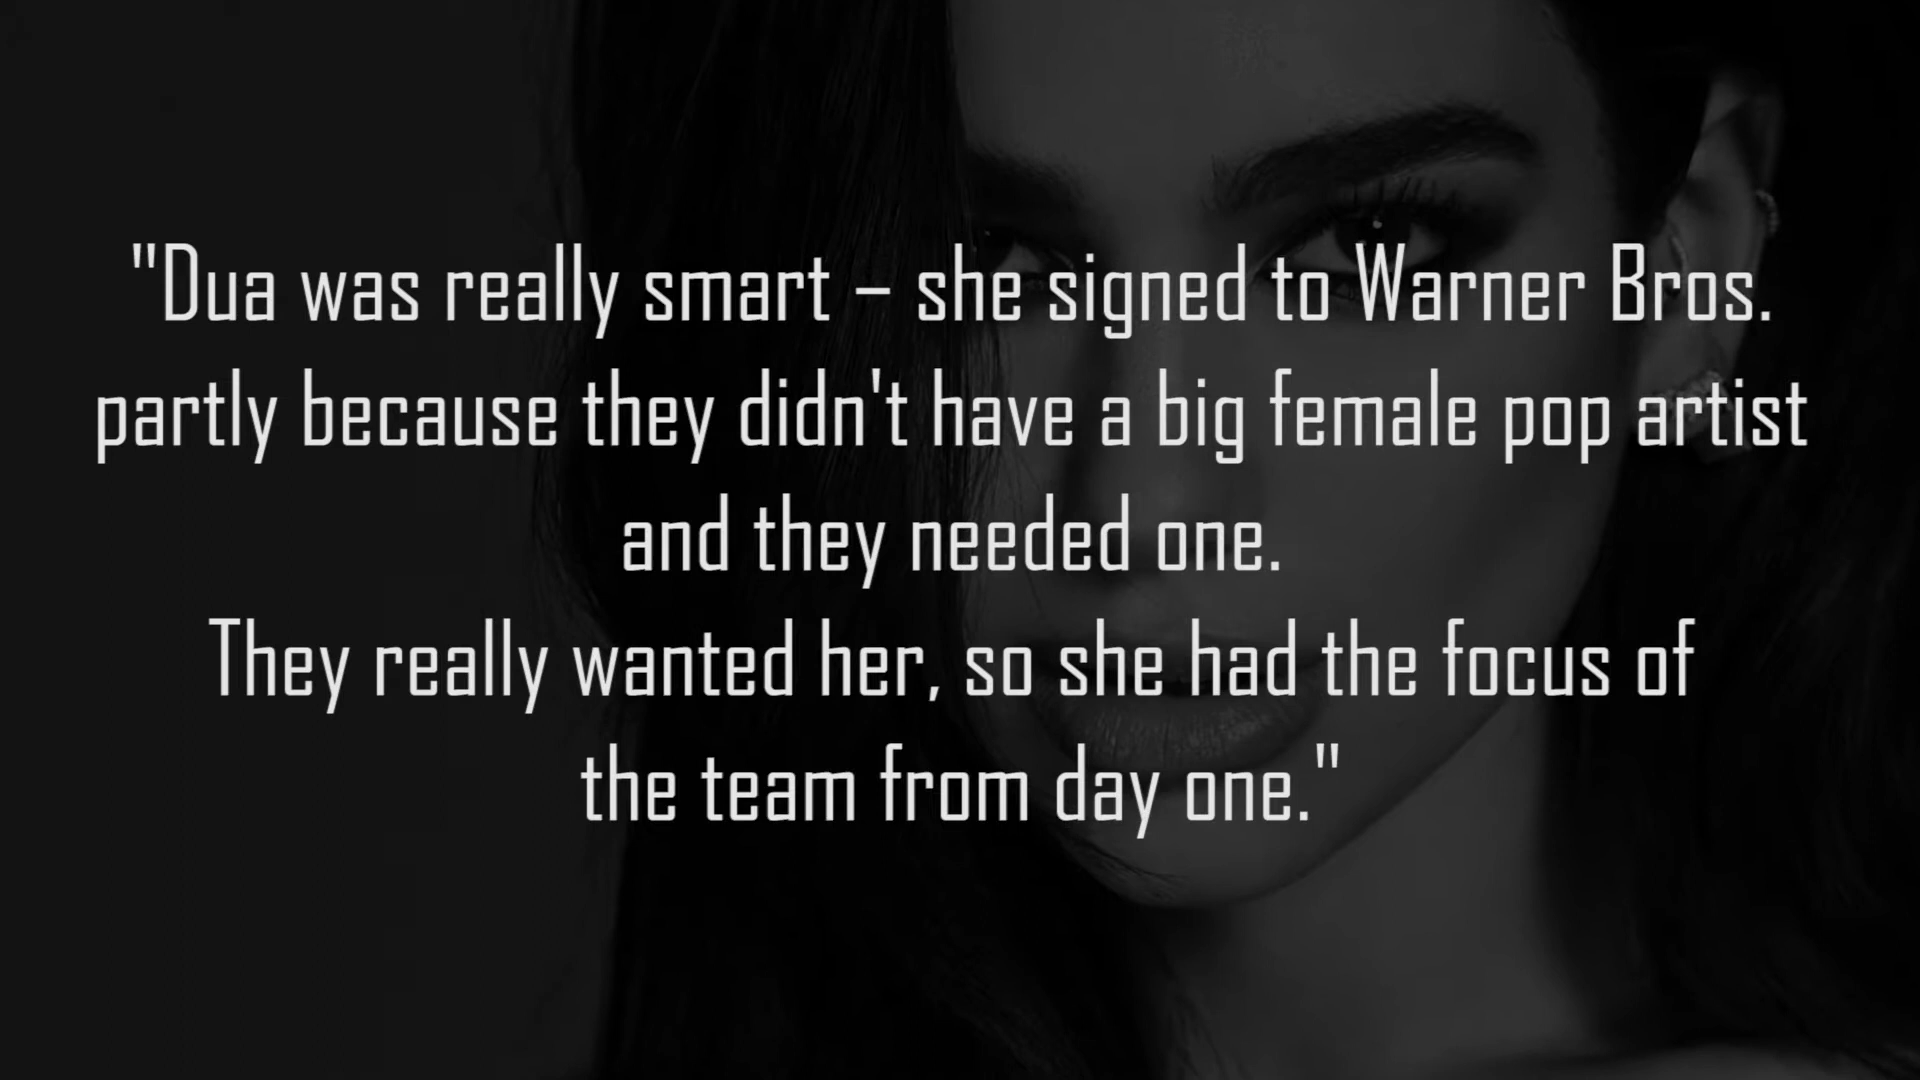 "Dua was really smart – she signed to Warner Bros.
partly because they didn't have a big female pop artist
and they needed one.
They really wanted her, so she had the focus of
the team from day one."